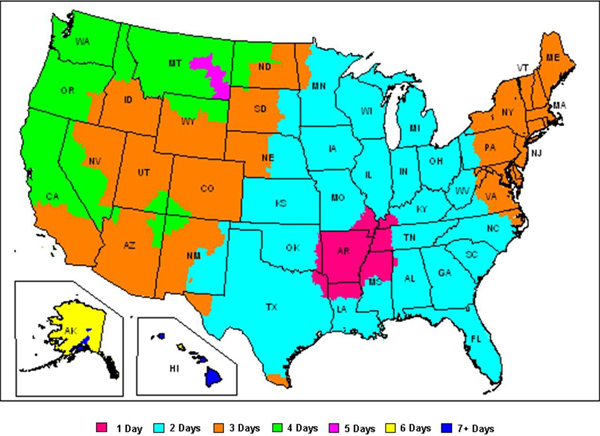 WA
MT
ND
OR
ID
WY
SD
MN
WI
MI
VT
ME
NY
MA
NV
UT
CO
NE
IA
IL
IN
OH
PA
NJ
CA
KS
MO
KY
WV
VA
AZ
NM
OK
AR
TN
NC
TX
LA
MS
AL
GA
SC
FL
AK
HI
1 Day 2 Days 3 Days 4 Days 5 Days 6 Days 7+ Days